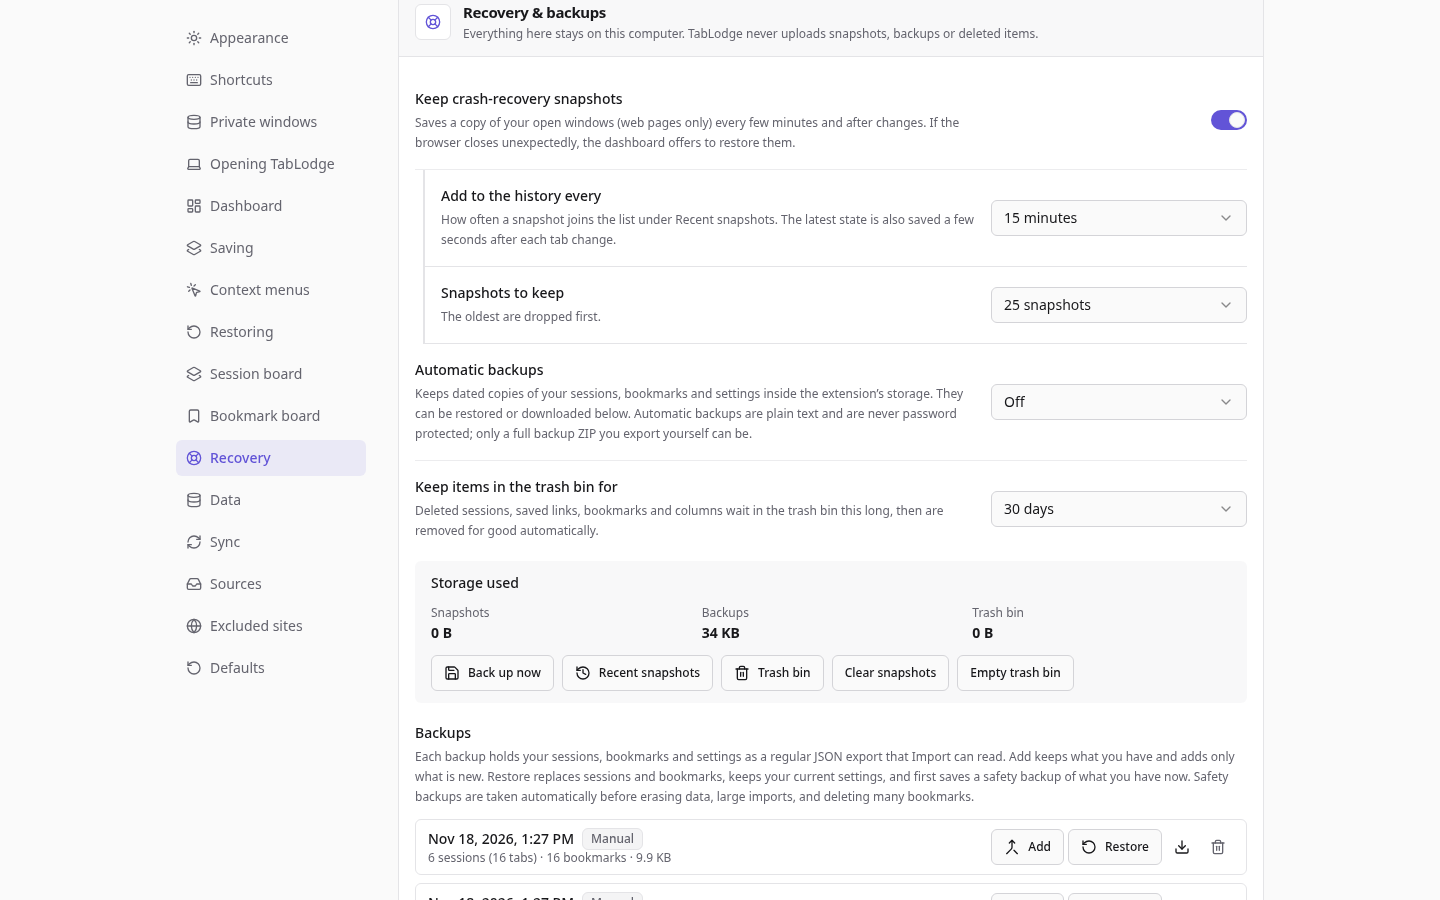 Appearance
Shortcuts
Private windows
Opening TabLodge
Dashboard
Saving
Context menus
Restoring
Session board
Bookmark board
Recovery
Data
Sync
Sources
Excluded sites
Defaults
Recovery & backups
Everything here stays on this computer. TabLodge never uploads snapshots, backups or deleted items.
Keep crash-recovery snapshots
Saves a copy of your open windows (web pages only) every few minutes and after changes. If the
browser closes unexpectedly, the dashboard offers to restore them.
Add to the history every
How often a snapshot joins the list under Recent snapshots. The latest state is also saved a few
seconds after each tab change.
15 minutes
Snapshots to keep
The oldest are dropped first.
25 snapshots
Automatic backups
Keeps dated copies of your sessions, bookmarks and settings inside the extension’s storage. They
can be restored or downloaded below. Automatic backups are plain text and are never password
protected; only a full backup ZIP you export yourself can be.
Off
Keep items in the trash bin for
Deleted sessions, saved links, bookmarks and columns wait in the trash bin this long, then are
removed for good automatically.
30 days
Storage used
Snapshots
0 B
Backups
34 KB
Trash bin
0 B
Back up now
Recent snapshots
Trash bin
Clear snapshots
Empty trash bin
Backups
Each backup holds your sessions, bookmarks and settings as a regular JSON export that Import can read. Add keeps what you have and adds only
what is new. Restore replaces sessions and bookmarks, keeps your current settings, and first saves a safety backup of what you have now. Safety
backups are taken automatically before erasing data, large imports, and deleting many bookmarks.
Nov 18, 2026, 1:27 PM Manual
6 sessions (16 tabs) · 16 bookmarks · 9.9 KB
Add
Restore